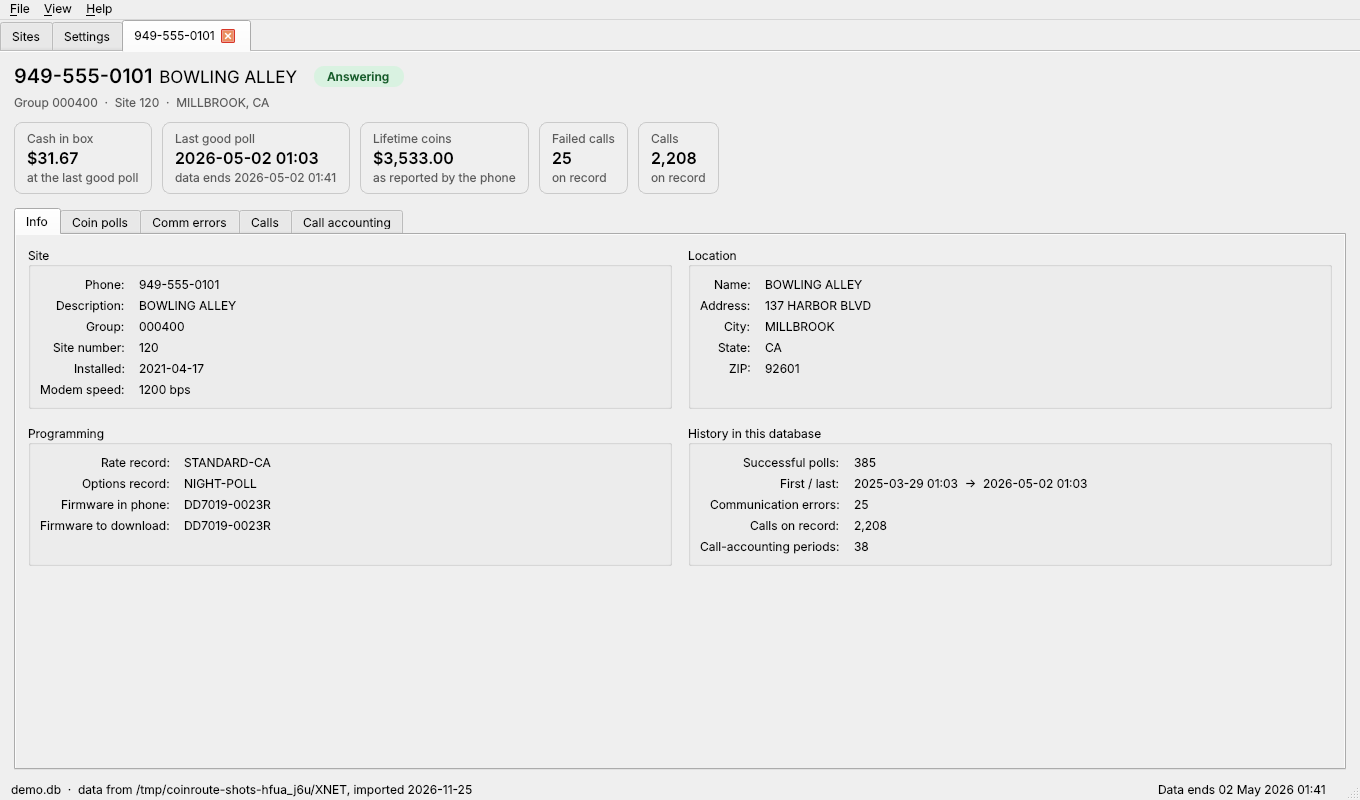 File View Help
Sites Settings 949-555-0101
949-555-0101 BOWLING ALLEY Answering
Group 000400 · Site 120 · MILLBROOK, CA
Cash in box
$31.67
at the last good poll
Last good poll
2026-05-02 01:03
data ends 2026-05-02 01:41
Lifetime coins
$3,533.00
as reported by the phone
Failed calls
25
on record
Calls
2,208
on record
Info Coin polls Comm errors Calls Call accounting
Site
Phone: 949-555-0101
Description: BOWLING ALLEY
Group: 000400
Site number: 120
Installed: 2021-04-17
Modem speed: 1200 bps
Location
Name: BOWLING ALLEY
Address: 137 HARBOR BLVD
City: MILLBROOK
State: CA
ZIP: 92601
Programming
Rate record: STANDARD-CA
Options record: NIGHT-POLL
Firmware in phone: DD7019-0023R
Firmware to download: DD7019-0023R
History in this database
Successful polls: 385
First / last: 2025-03-29 01:03 → 2026-05-02 01:03
Communication errors: 25
Calls on record: 2,208
Call-accounting periods: 38
demo.db · data from /tmp/coinroute-shots-hfua_j6u/XNET, imported 2026-11-25
Data ends 02 May 2026 01:41